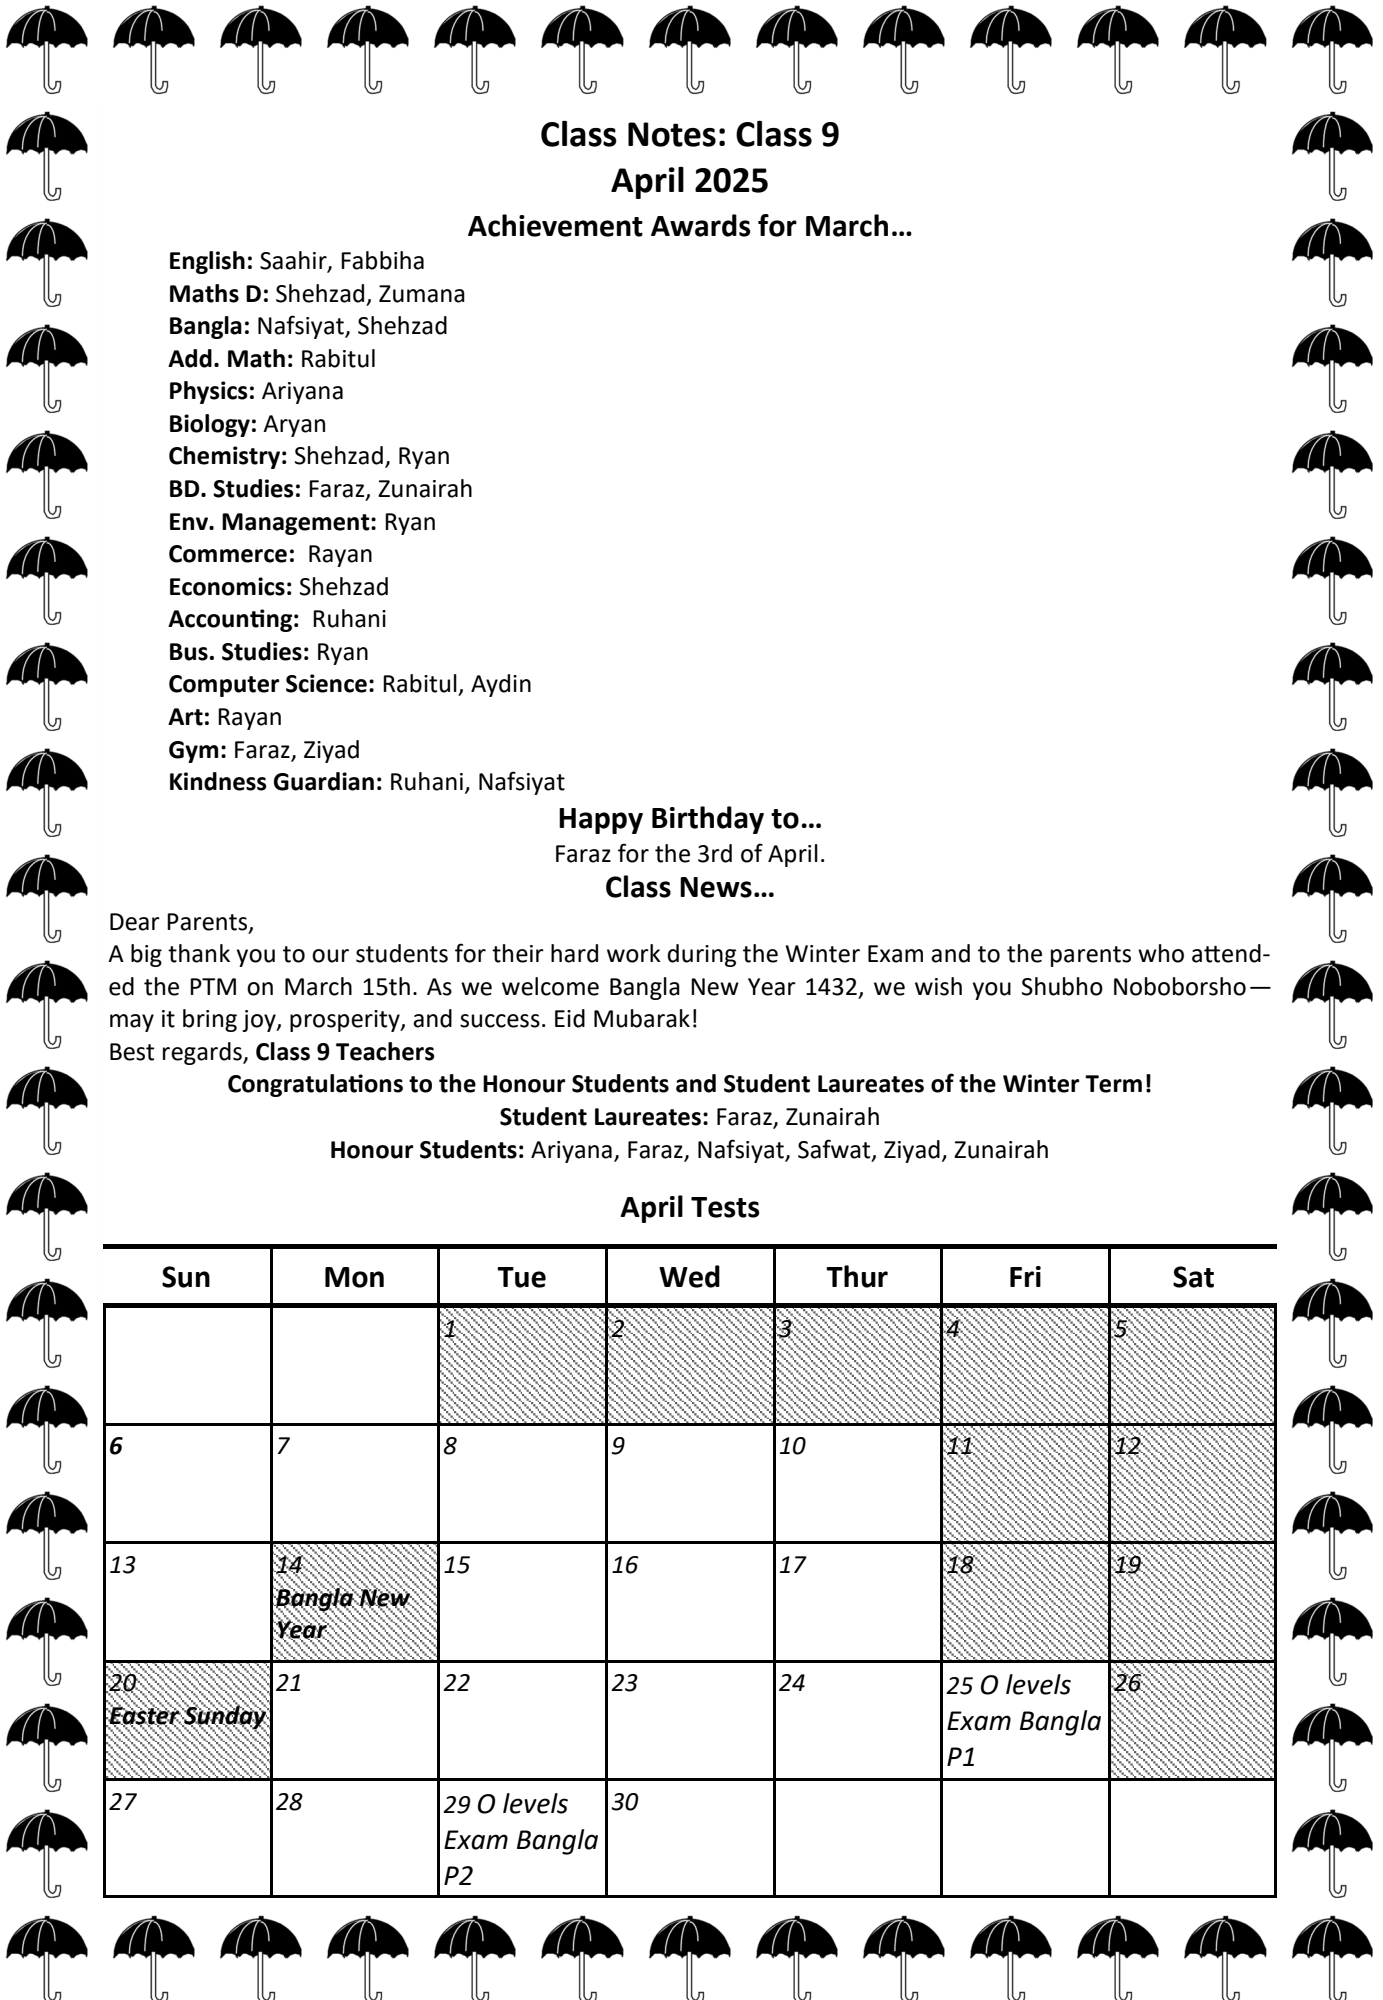 Class Notes: Class 9
April 2025
Achievement Awards for March…
English: Saahir, Fabbiha
Maths D: Shehzad, Zumana
Bangla: Nafsiyat, Shehzad
Add. Math: Rabitul
Physics: Ariyana
Biology: Aryan
Chemistry: Shehzad, Ryan
BD. Studies: Faraz, Zunairah
Env. Management: Ryan
Commerce:  Rayan
Economics: Shehzad
Accounting:  Ruhani
Bus. Studies: Ryan
Computer Science: Rabitul, Aydin
Art: Rayan
Gym: Faraz, Ziyad
Kindness Guardian: Ruhani, Nafsiyat
Happy Birthday to…
Faraz for the 3rd of April.
Class News…
Dear Parents,
A big thank you to our students for their hard work during the Winter Exam and to the parents who attend-
ed the PTM on March 15th. As we welcome Bangla New Year 1432, we wish you Shubho Noboborsho—
may it bring joy, prosperity, and success. Eid Mubarak!
Best regards, Class 9 Teachers
Congratulations to the Honour Students and Student Laureates of the Winter Term!
Student Laureates: Faraz, Zunairah
Honour Students: Ariyana, Faraz, Nafsiyat, Safwat, Ziyad, Zunairah
April Tests
Sun Mon Tue Wed Thur Fri Sat
1 2 3 4 5
6 7 8 9 10 11 12
13 14 15 16 17 18 19
Bangla New
Year
20 21 22 23 24 25 O levels 26
Easter Sunday Exam Bangla
P1
27 28 29 O levels 30
Exam Bangla
P2